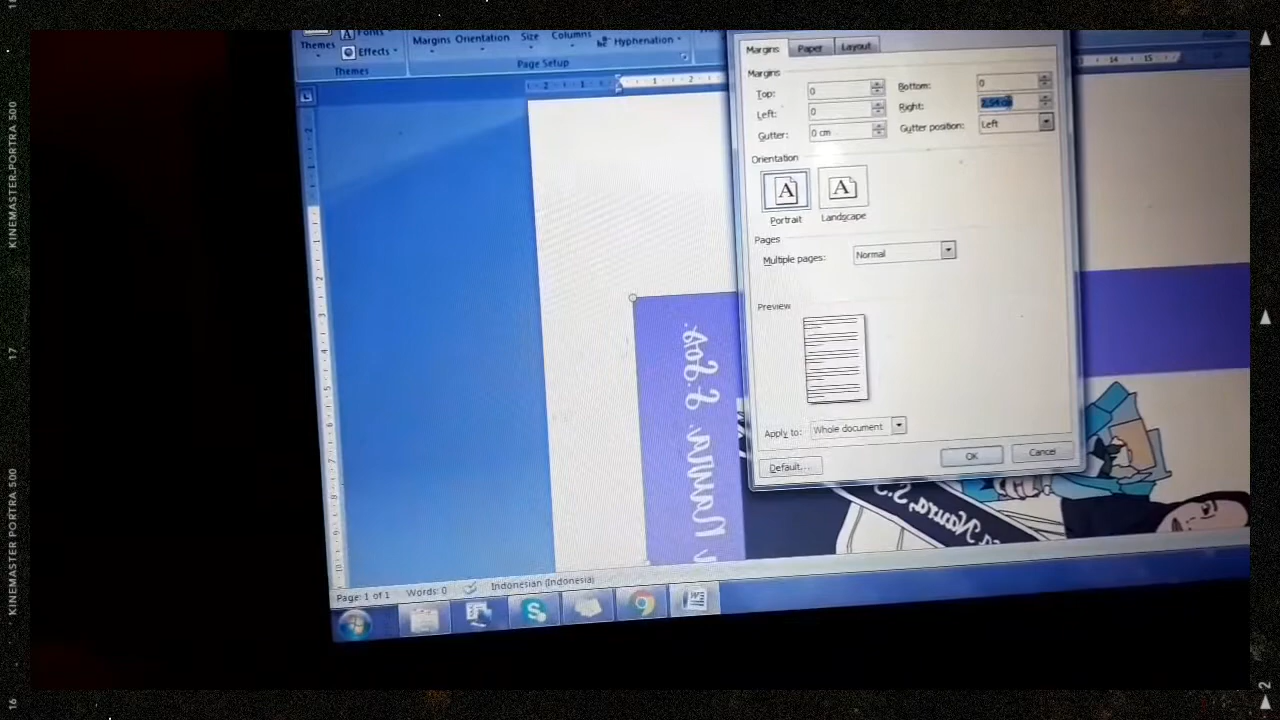 KINEMASTER PORTRA 500
17
KINEMASTER PORTRA 500
16
2
Themes
Fonts
Effects
Themes
Margins Orientation Size Columns
Hyphenation
Page Setup
Margins Paper Layout
Margins
Top: 0 Bottom: 0
Left: 0 Right: 2,54 cm
Gutter: 0 cm Gutter position: Left
Orientation
Portrait Landscape
Pages
Multiple pages: Normal
Preview
Apply to: Whole document
Default... OK Cancel
Page: 1 of 1 Words: 0 Indonesian (Indonesia)